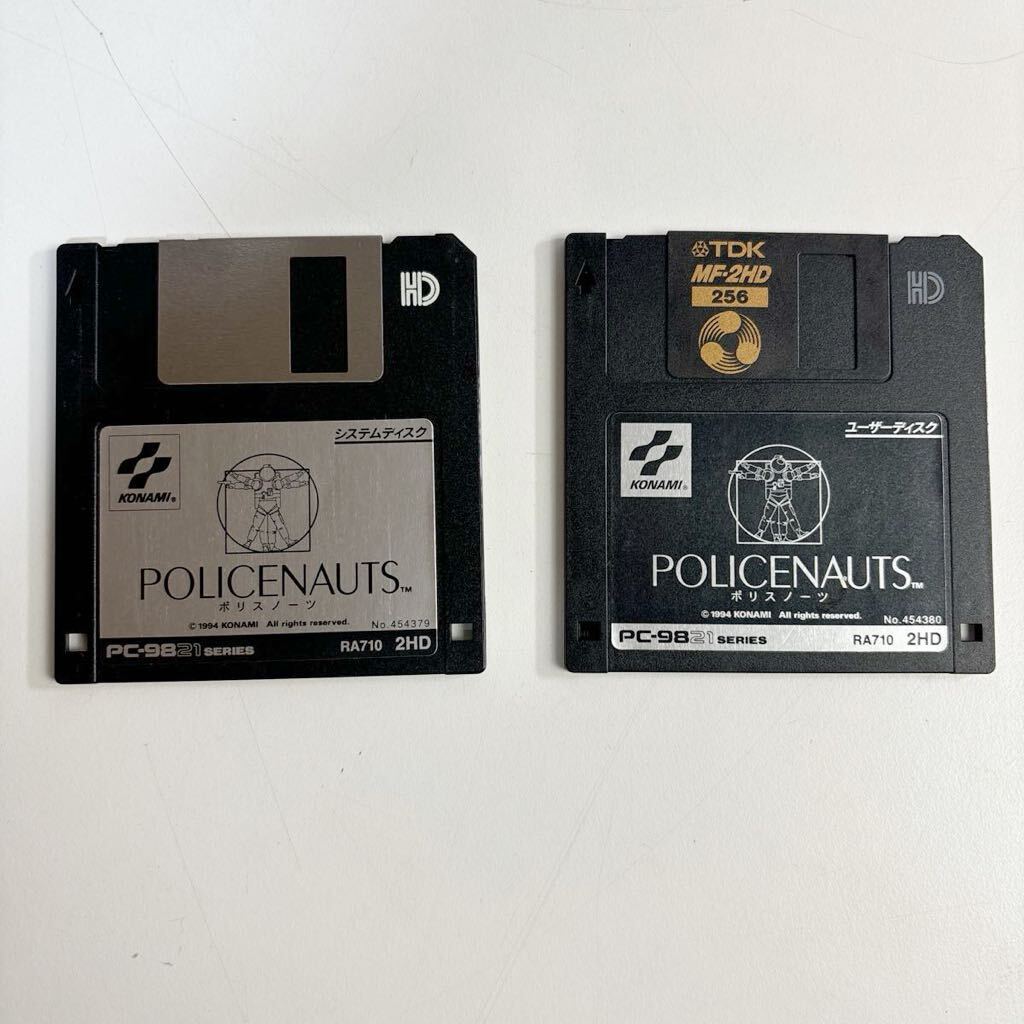 HD
システムディスク
KONAMI®
POLICENAUTS™
ポリスノーツ
©1994 KONAMI All rights reserved. No.454379
PC-9821 SERIES RA710 2HD
TDK
MF-2HD
256
HD
ユーザーディスク
KONAMI®
POLICENAUTS™
ポリスノーツ
©1994 KONAMI All rights reserved. No.454380
PC-9821 SERIES RA710 2HD